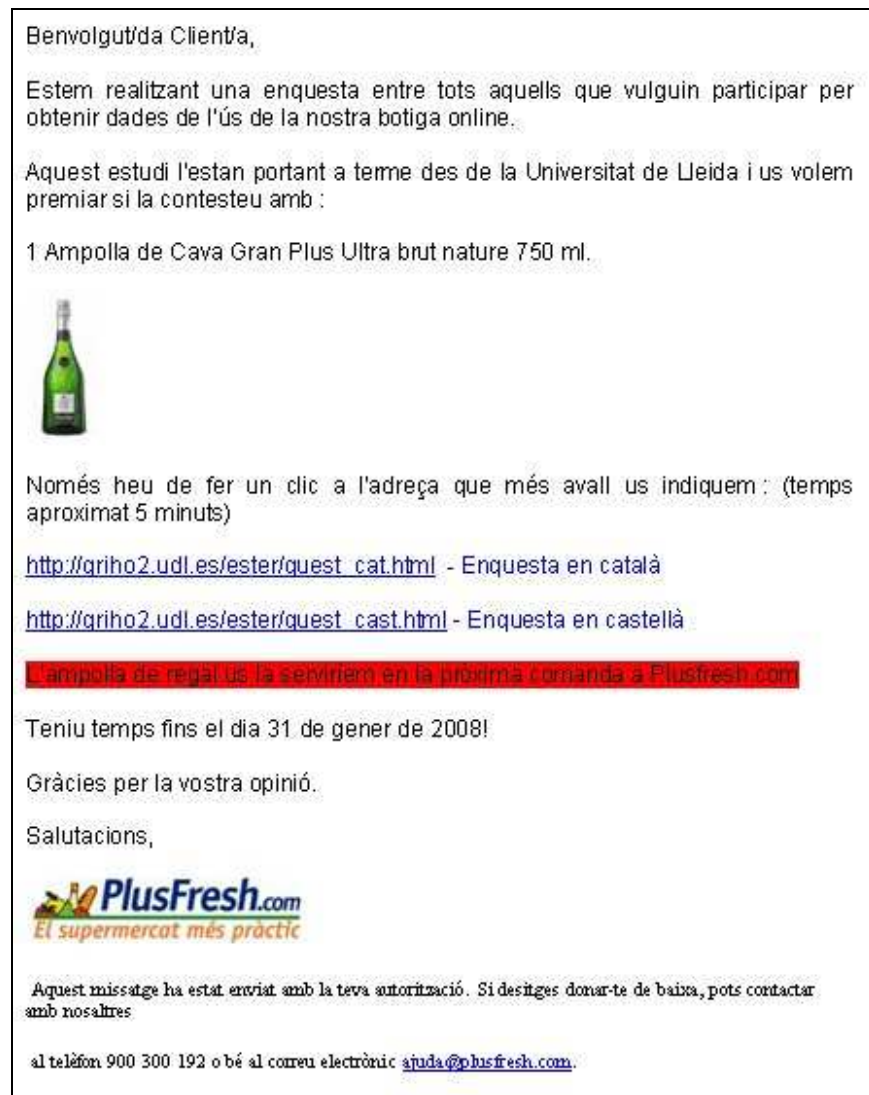 Benvolgut/da Client/a,
Estem realitzant una enquesta entre tots aquells que vulguin participar per
obtenir dades de l'ús de la nostra botiga online.
Aquest estudi l'estan portant a terme des de la Universitat de Lleida i us volem
premiar si la contesteu amb :
1 Ampolla de Cava Gran Plus Ultra brut nature 750 ml.
Només heu de fer un clic a l'adreça que més avall us indiquem : (temps
aproximat 5 minuts)
http://griho2.udl.es/ester/quest_cat.html - Enquesta en català
http://griho2.udl.es/ester/quest_cast.html - Enquesta en castellà
L'ampolla de regal us la serviríem en la pròxima comanda a Plusfresh.com
Teniu temps fins el dia 31 de gener de 2008!
Gràcies per la vostra opinió.
Salutacions,
PlusFresh.com
El supermercat més pràctic
Aquest missatge ha estat enviat amb la teva autorització. Si desitges donar-te de baixa, pots contactar
amb nosaltres
al telèfon 900 300 192 o bé al correu electrònic ajuda@plusfresh.com.